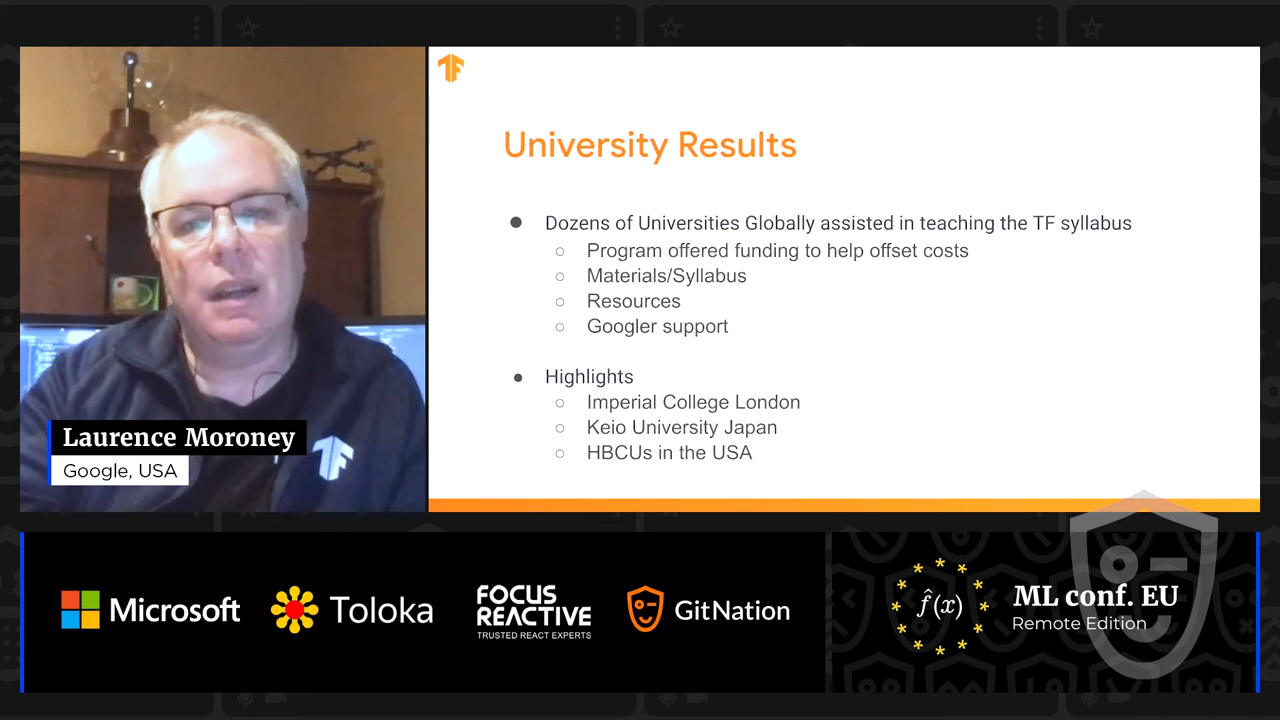 University Results
Dozens of Universities Globally assisted in teaching the TF syllabus
Program offered funding to help offset costs
Materials/Syllabus
Resources
Googler support
Highlights
Imperial College London
Keio University Japan
HBCUs in the USA
Laurence Moroney
Google, USA
Microsoft
Toloka
FOCUS
REACTIVE
TRUSTED REACT EXPERTS
GitNation
f̂(x)
ML conf. EU
Remote Edition